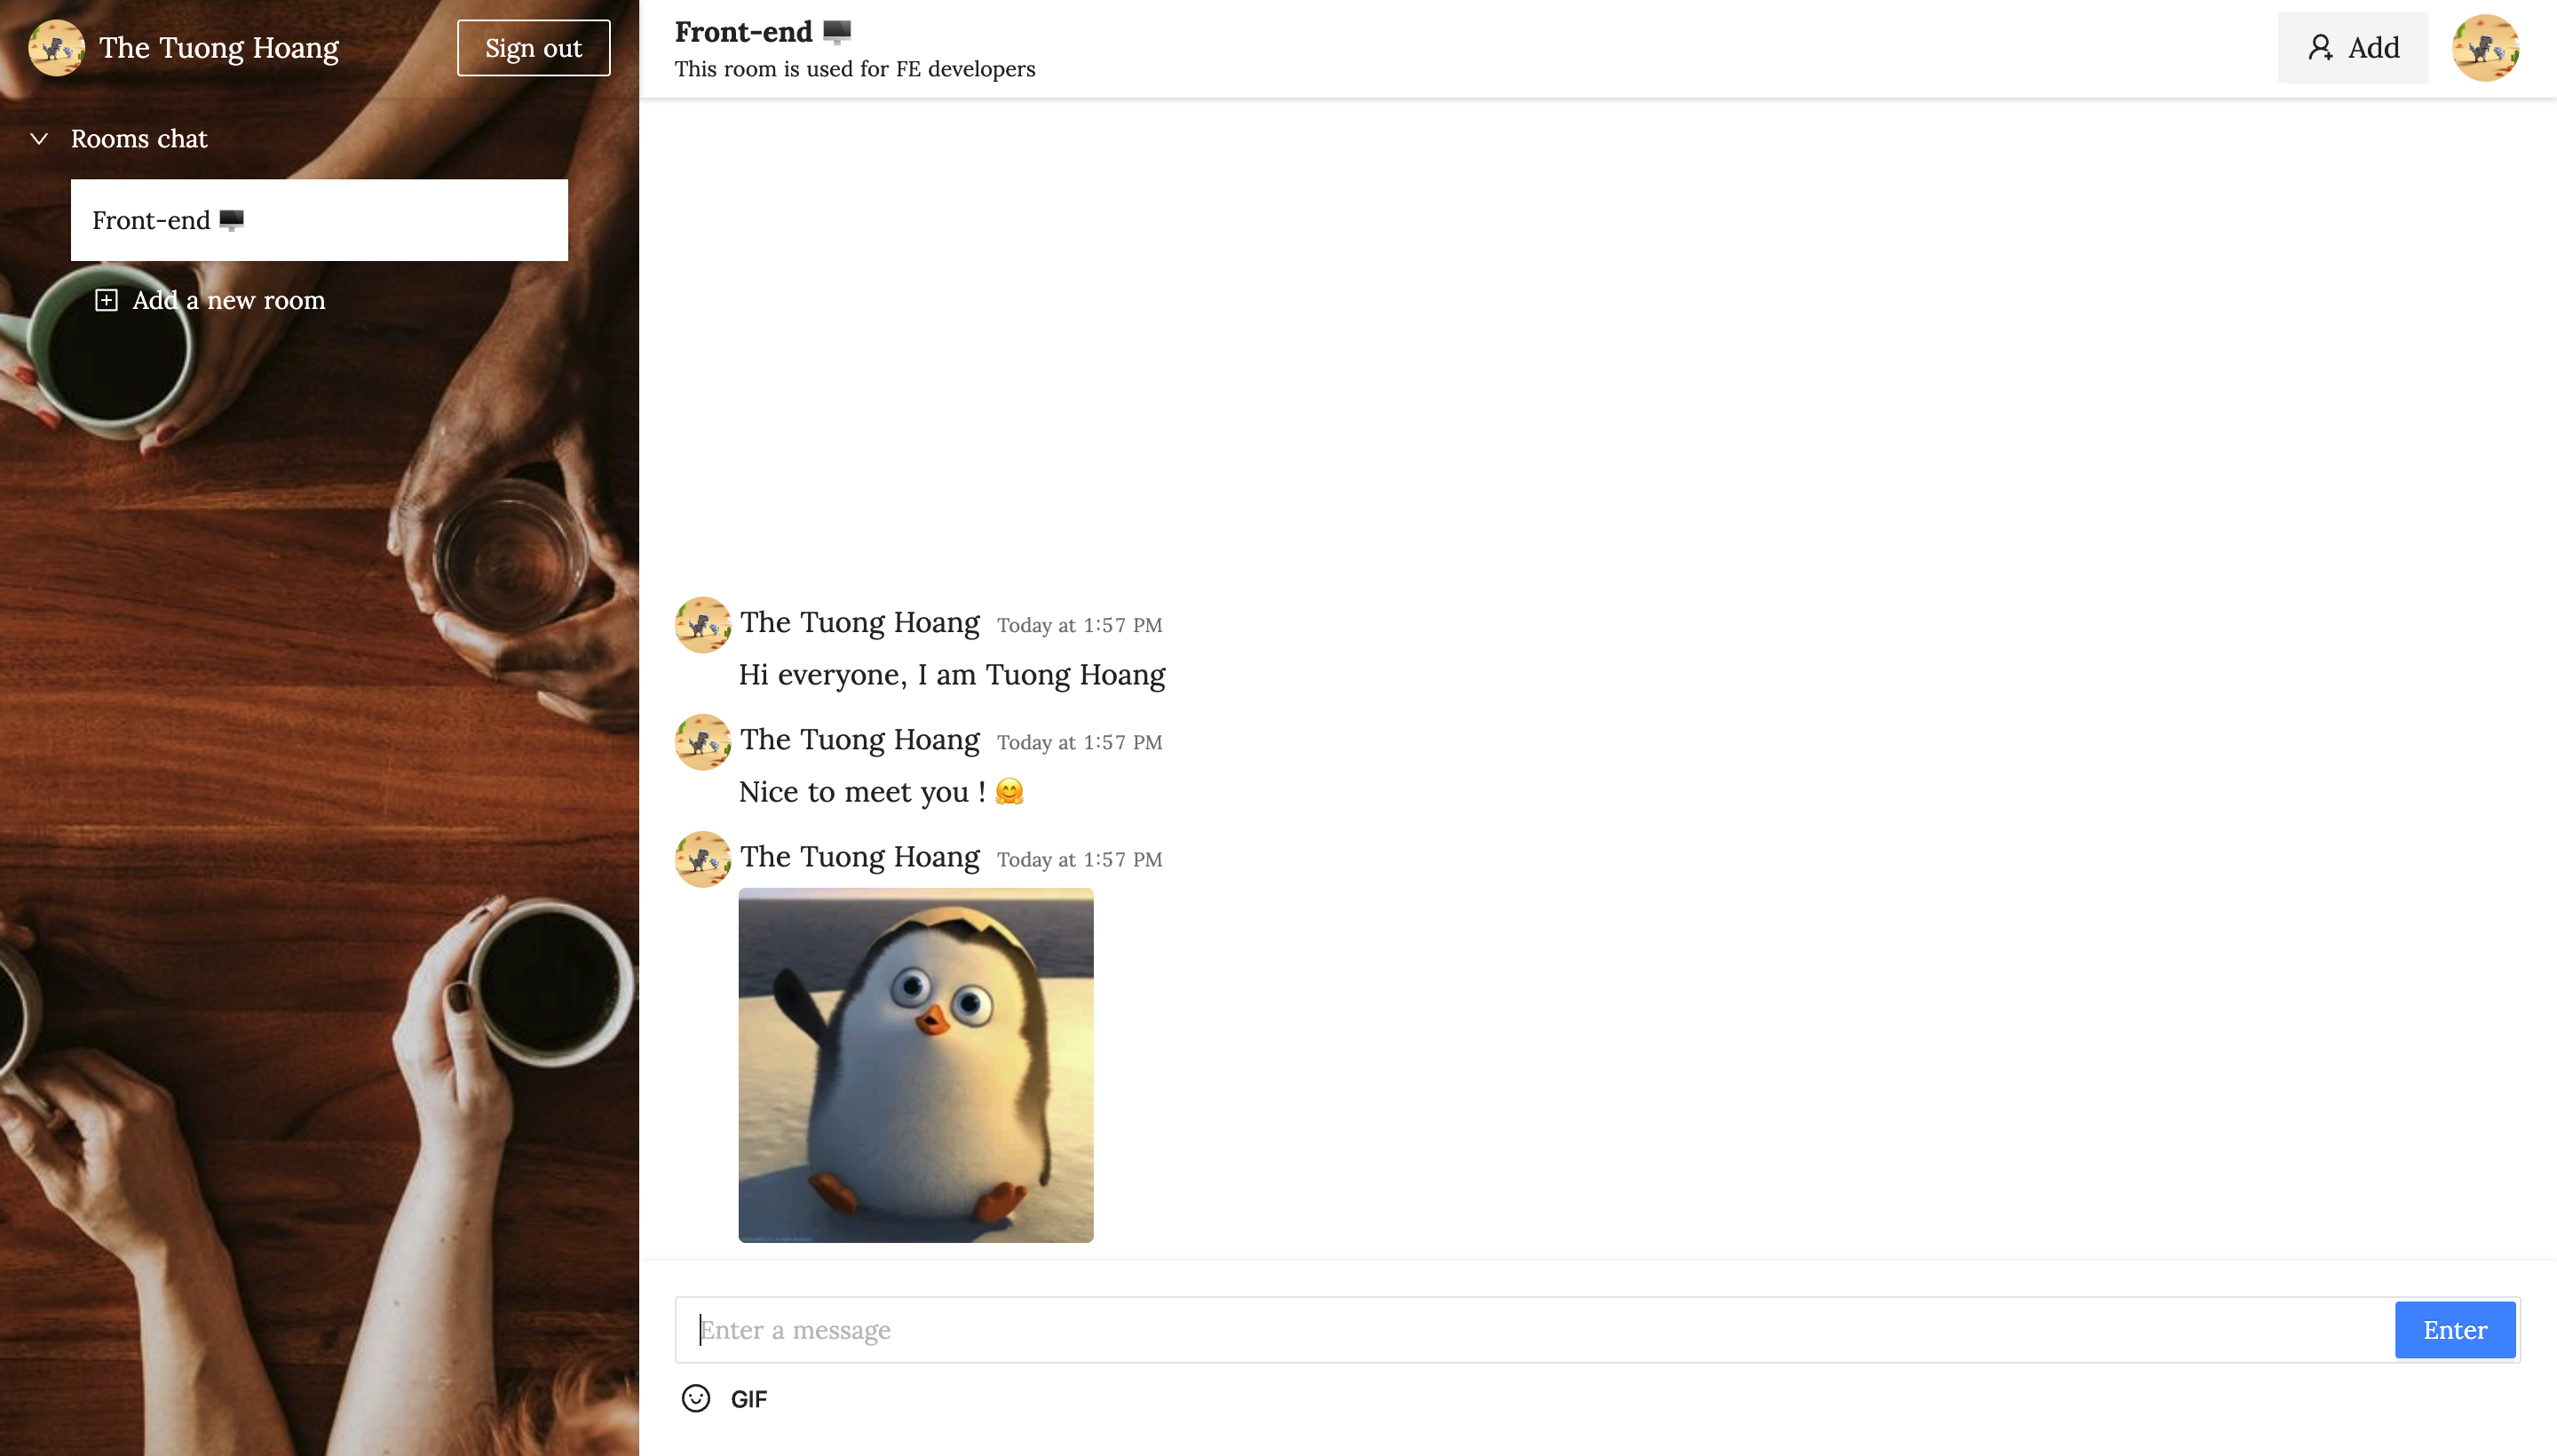 The Tuong Hoang
Sign out
Rooms chat
Front-end 🖥️
Add a new room
Front-end 🖥️
This room is used for FE developers
Add
The Tuong Hoang Today at 1:57 PM
Hi everyone, I am Tuong Hoang
The Tuong Hoang Today at 1:57 PM
Nice to meet you ! 🤗
The Tuong Hoang Today at 1:57 PM
Enter a message
Enter
GIF